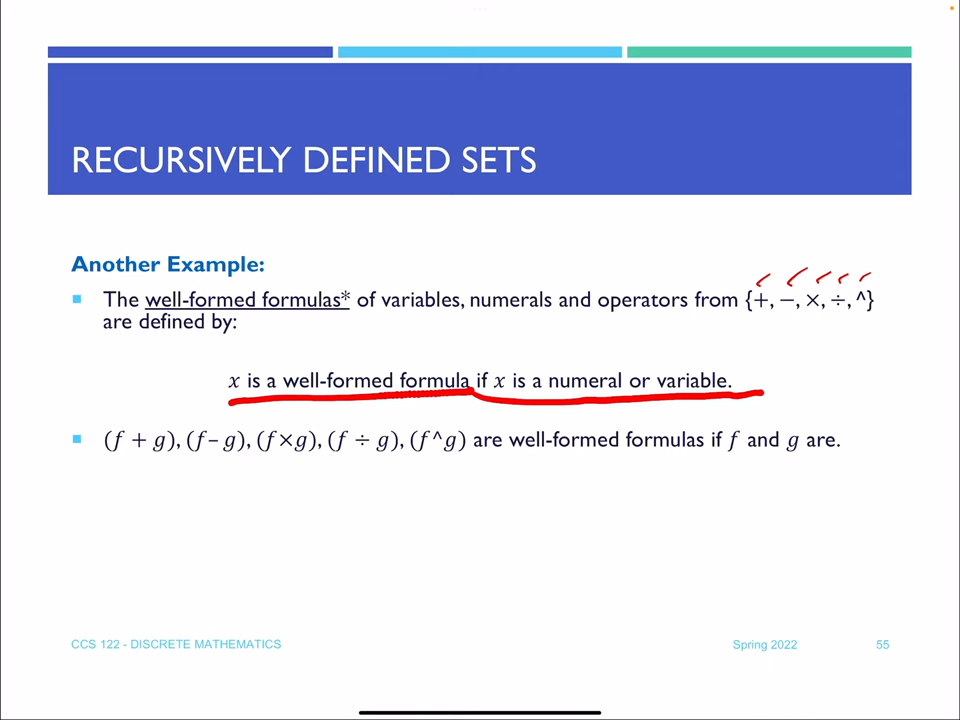 RECURSIVELY DEFINED SETS
Another Example:
▪ The well-formed formulas* of variables, numerals and operators from {+, −, ×, ÷, ^}
are defined by:
𝑥 is a well-formed formula if 𝑥 is a numeral or variable.
▪ (𝑓 + 𝑔), (𝑓 – 𝑔), (𝑓 × 𝑔), (𝑓 ÷ 𝑔), (𝑓 ^ 𝑔) are well-formed formulas if 𝑓 and 𝑔 are.
CCS 122 - DISCRETE MATHEMATICS
Spring 2022
55